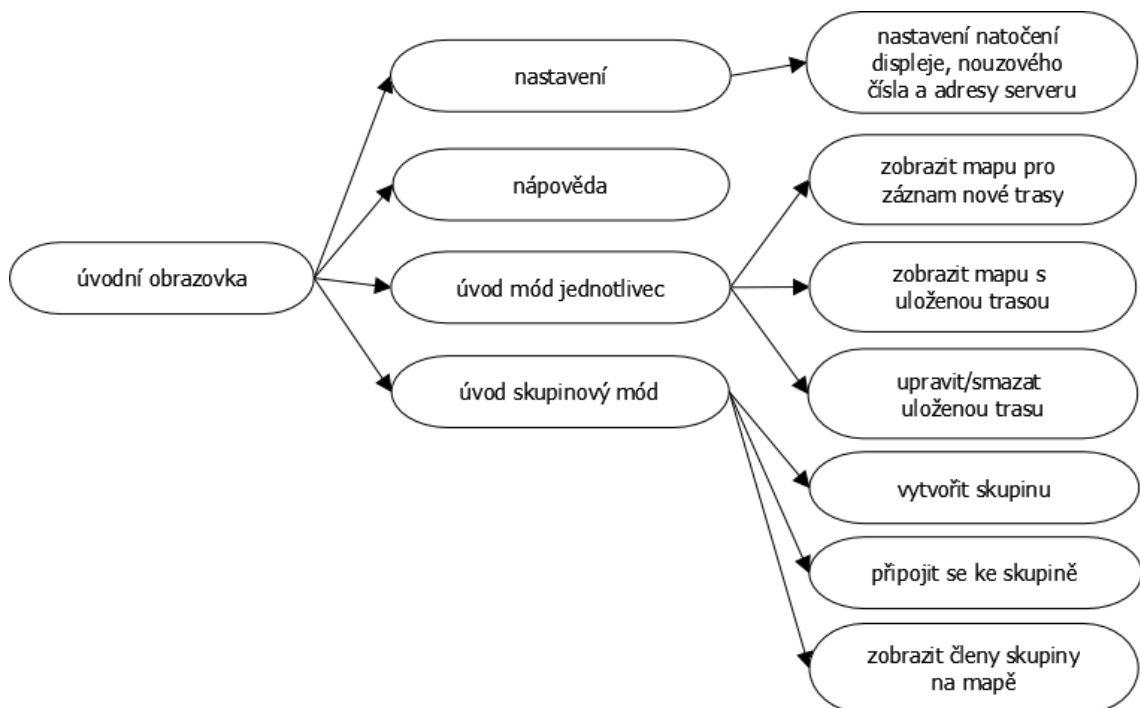 úvodní obrazovka
nastavení
nápověda
úvod mód jednotlivec
úvod skupinový mód
nastavení natočení
displeje, nouzového
čísla a adresy serveru
zobrazit mapu pro
záznam nové trasy
zobrazit mapu s
uloženou trasou
upravit/smazat
uloženou trasu
vytvořit skupinu
připojit se ke skupině
zobrazit členy skupiny
na mapě